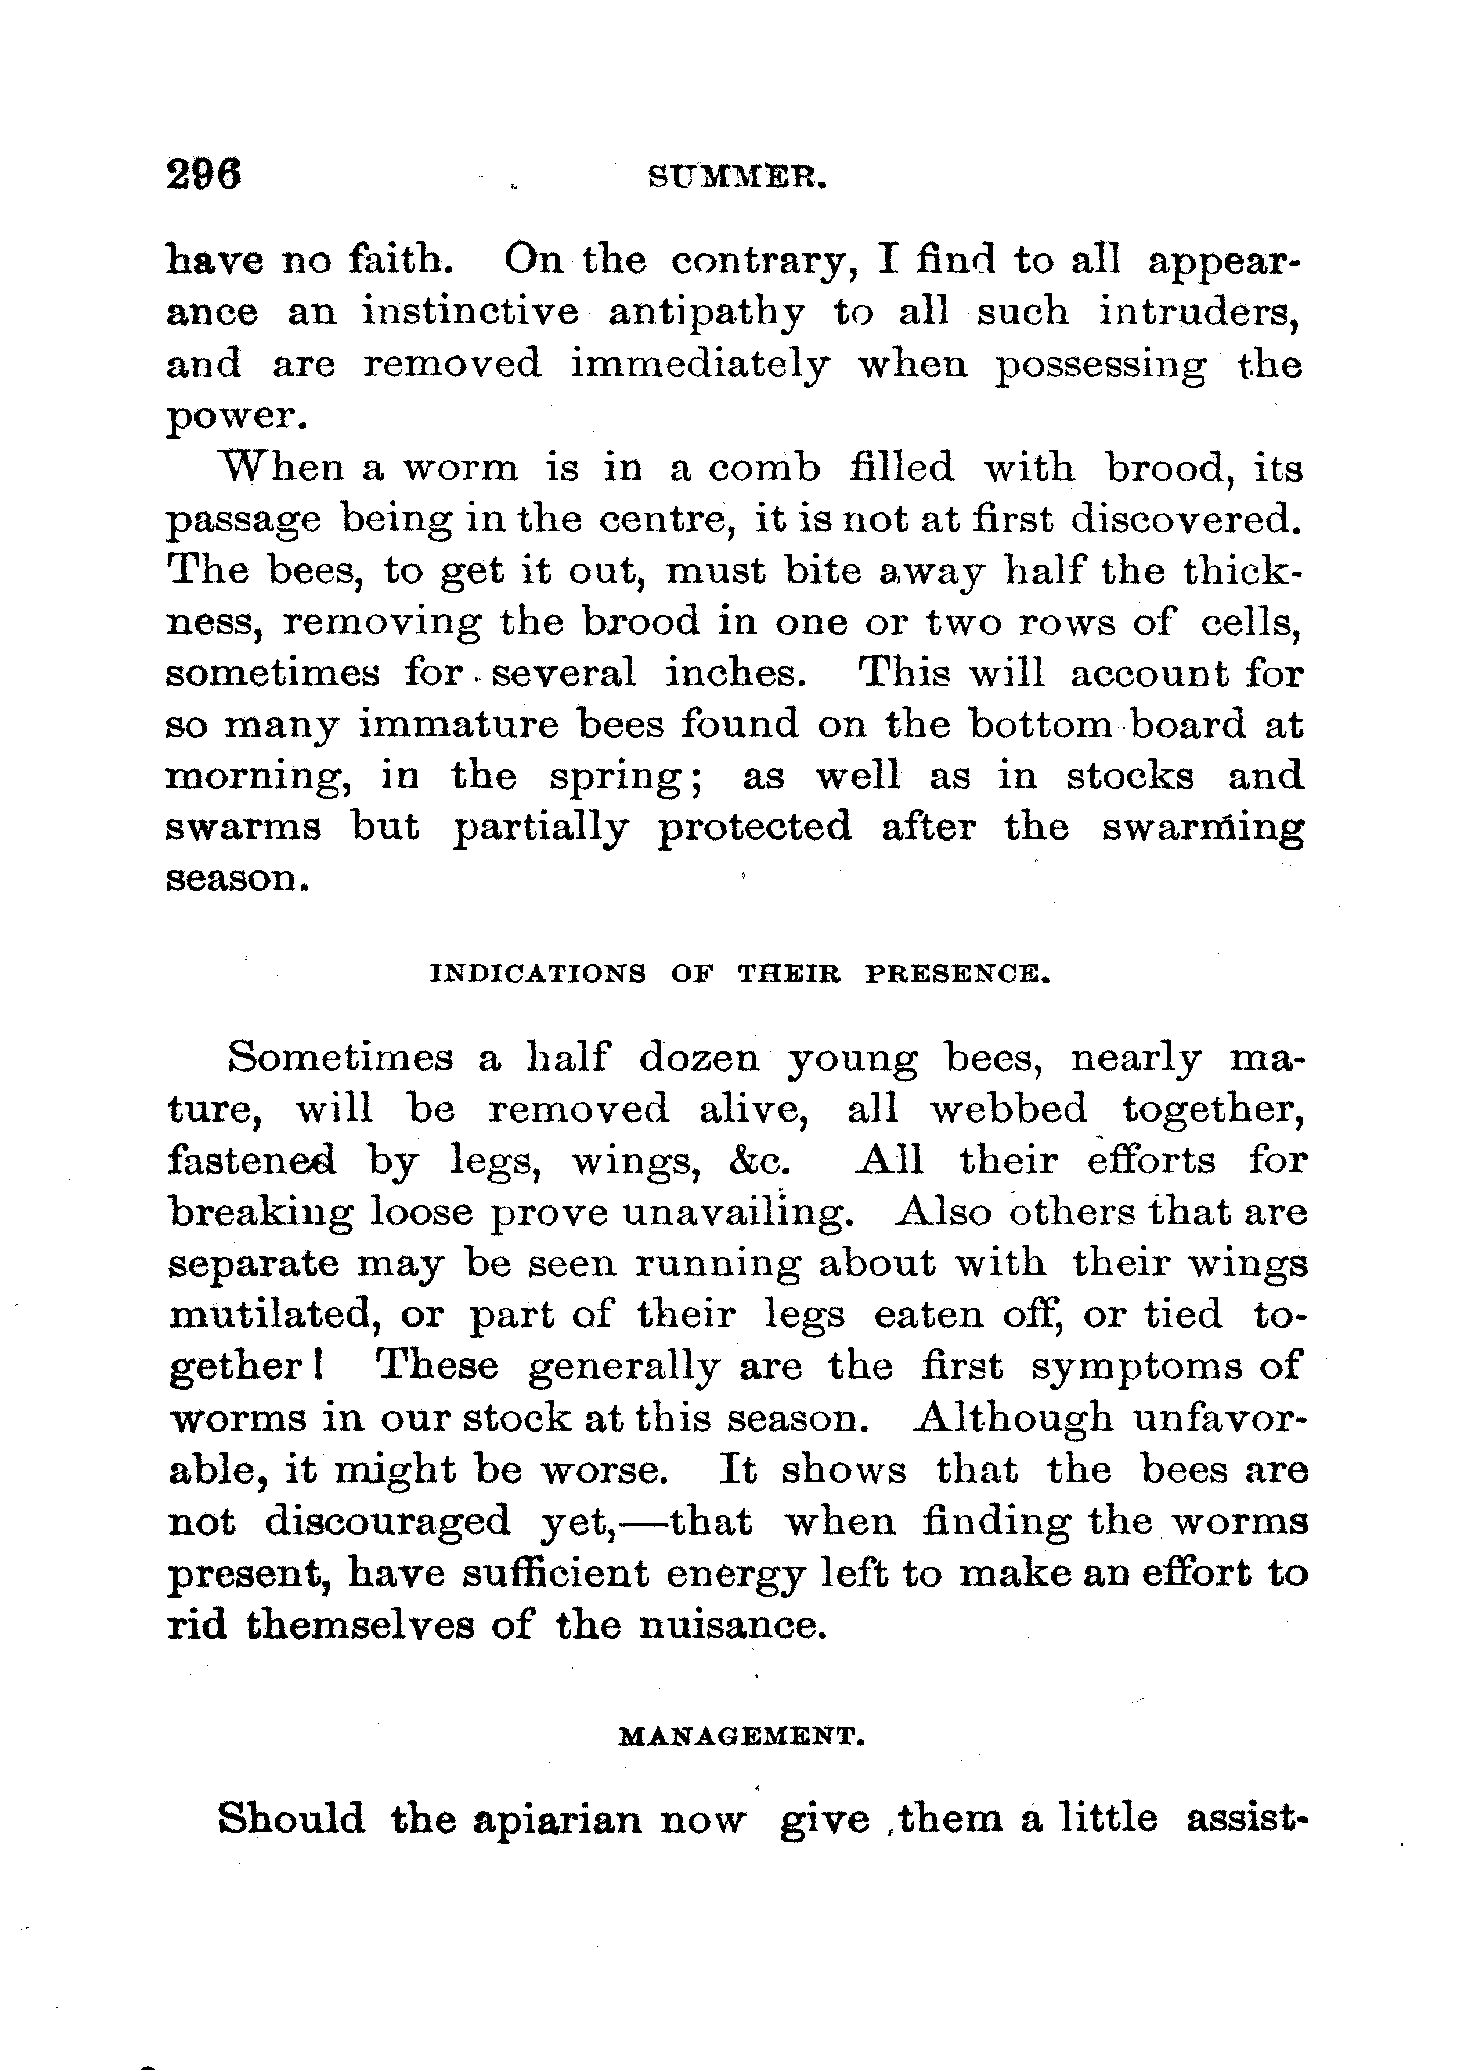 296 SUMMER.
have no faith. On the contrary, I find to all appear-
ance an instinctive antipathy to all such intruders,
and are removed immediately when possessing the
power.
When a worm is in a comb filled with brood, its
passage being in the centre, it is not at first discovered.
The bees, to get it out, must bite away half the thick-
ness, removing the brood in one or two rows of cells,
sometimes for several inches. This will account for
so many immature bees found on the bottom board at
morning, in the spring; as well as in stocks and
swarms but partially protected after the swarming
season.
INDICATIONS OF THEIR PRESENCE.
Sometimes a half dozen young bees, nearly ma-
ture, will be removed alive, all webbed together,
fastened by legs, wings, &c. All their efforts for
breaking loose prove unavailing. Also others that are
separate may be seen running about with their wings
mutilated, or part of their legs eaten off, or tied to-
gether! These generally are the first symptoms of
worms in our stock at this season. Although unfavor-
able, it might be worse. It shows that the bees are
not discouraged yet,—that when finding the worms
present, have sufficient energy left to make an effort to
rid themselves of the nuisance.
MANAGEMENT.
Should the apiarian now give them a little assist-